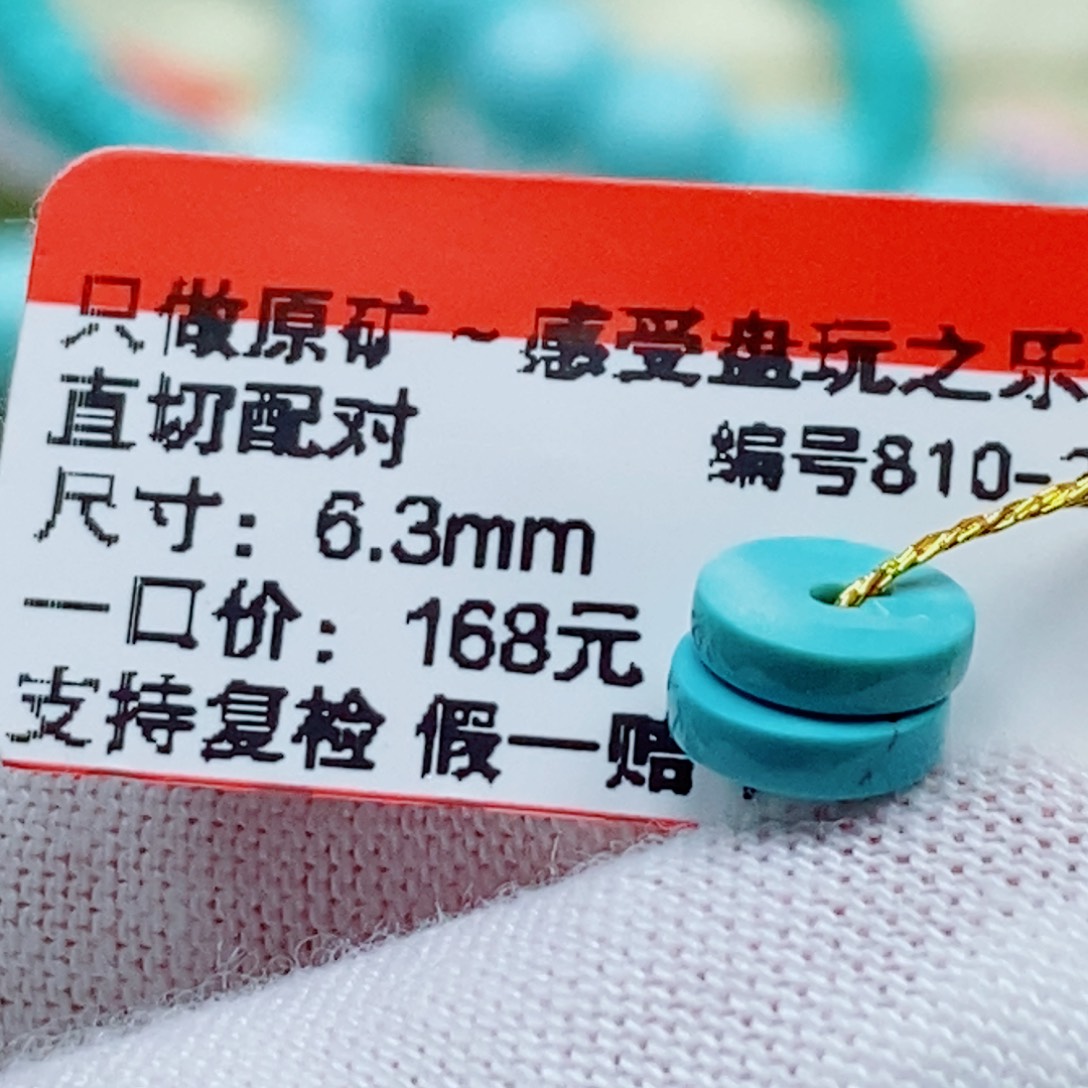 只做原矿~感受盘玩之乐
直切配对 编号810-
尺寸：6.3mm
一口价：168元
支持复检 假一赔